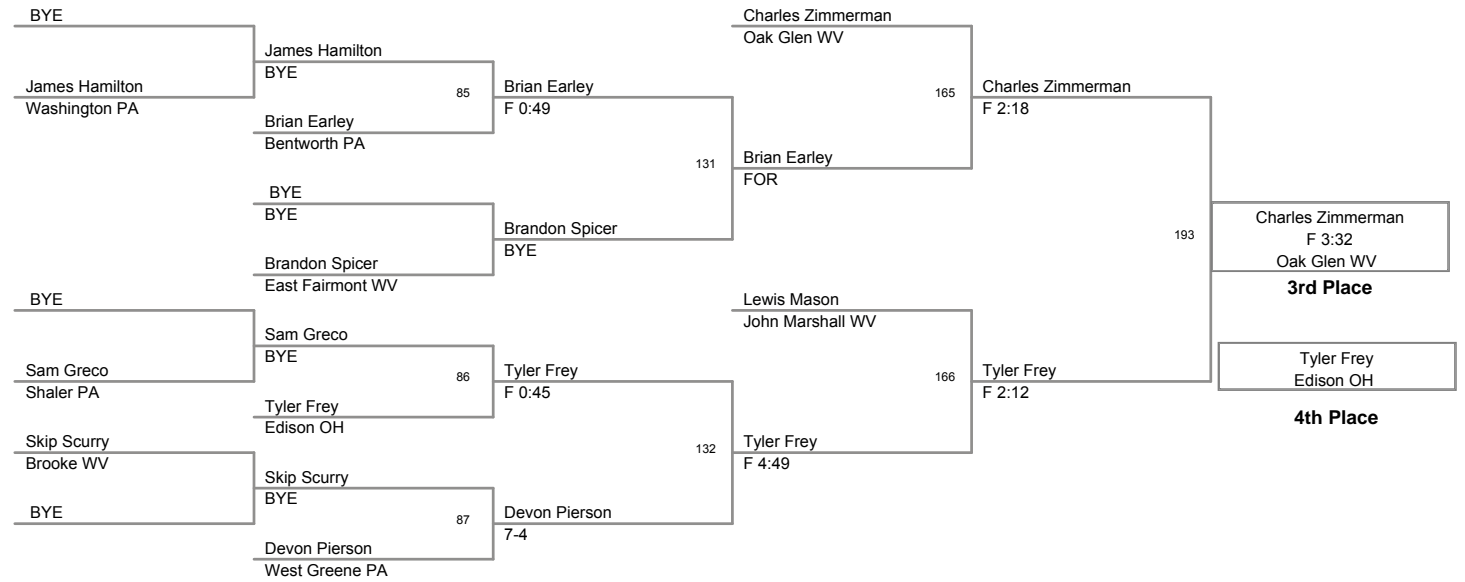 BYE
Charles Zimmerman
Oak Glen WV
James Hamilton
BYE
James Hamilton
Washington PA
85
Brian Earley
F 0:49
165
Charles Zimmerman
F 2:18
Brian Earley
Bentworth PA
131
Brian Earley
FOR
BYE
BYE
Brandon Spicer
BYE
193
Charles Zimmerman
F 3:32
Oak Glen WV
3rd Place
Brandon Spicer
East Fairmont WV
BYE
Lewis Mason
John Marshall WV
Sam Greco
BYE
Sam Greco
Shaler PA
86
Tyler Frey
F 0:45
166
Tyler Frey
F 2:12
Tyler Frey
Edison OH
4th Place
Tyler Frey
Edison OH
Skip Scurry
Brooke WV
132
Tyler Frey
F 4:49
Skip Scurry
BYE
BYE
87
Devon Pierson
7-4
Devon Pierson
West Greene PA